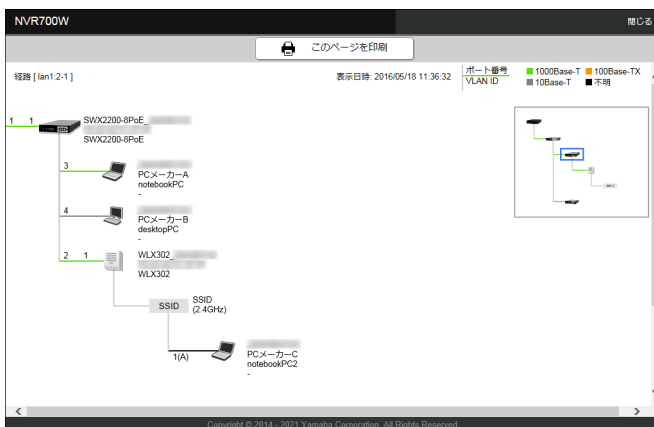 NVR700W
閉じる
このページを印刷
経路 [ lan1:2-1 ]
表示日時: 2016/05/18 11:36:32
ポート番号
VLAN ID
1000Base-T
100Base-TX
10Base-T
不明
1 1
SWX2200-8PoE_
SWX2200-8PoE
3
PCメーカーA
notebookPC
-
4
PCメーカーB
desktopPC
-
2 1
WLX302_
WLX302
SSID
SSID
(2.4GHz)
1(A)
PCメーカーC
notebookPC2
-
Copyright © 2014 - 2021 Yamaha Corporation. All Rights Reserved.